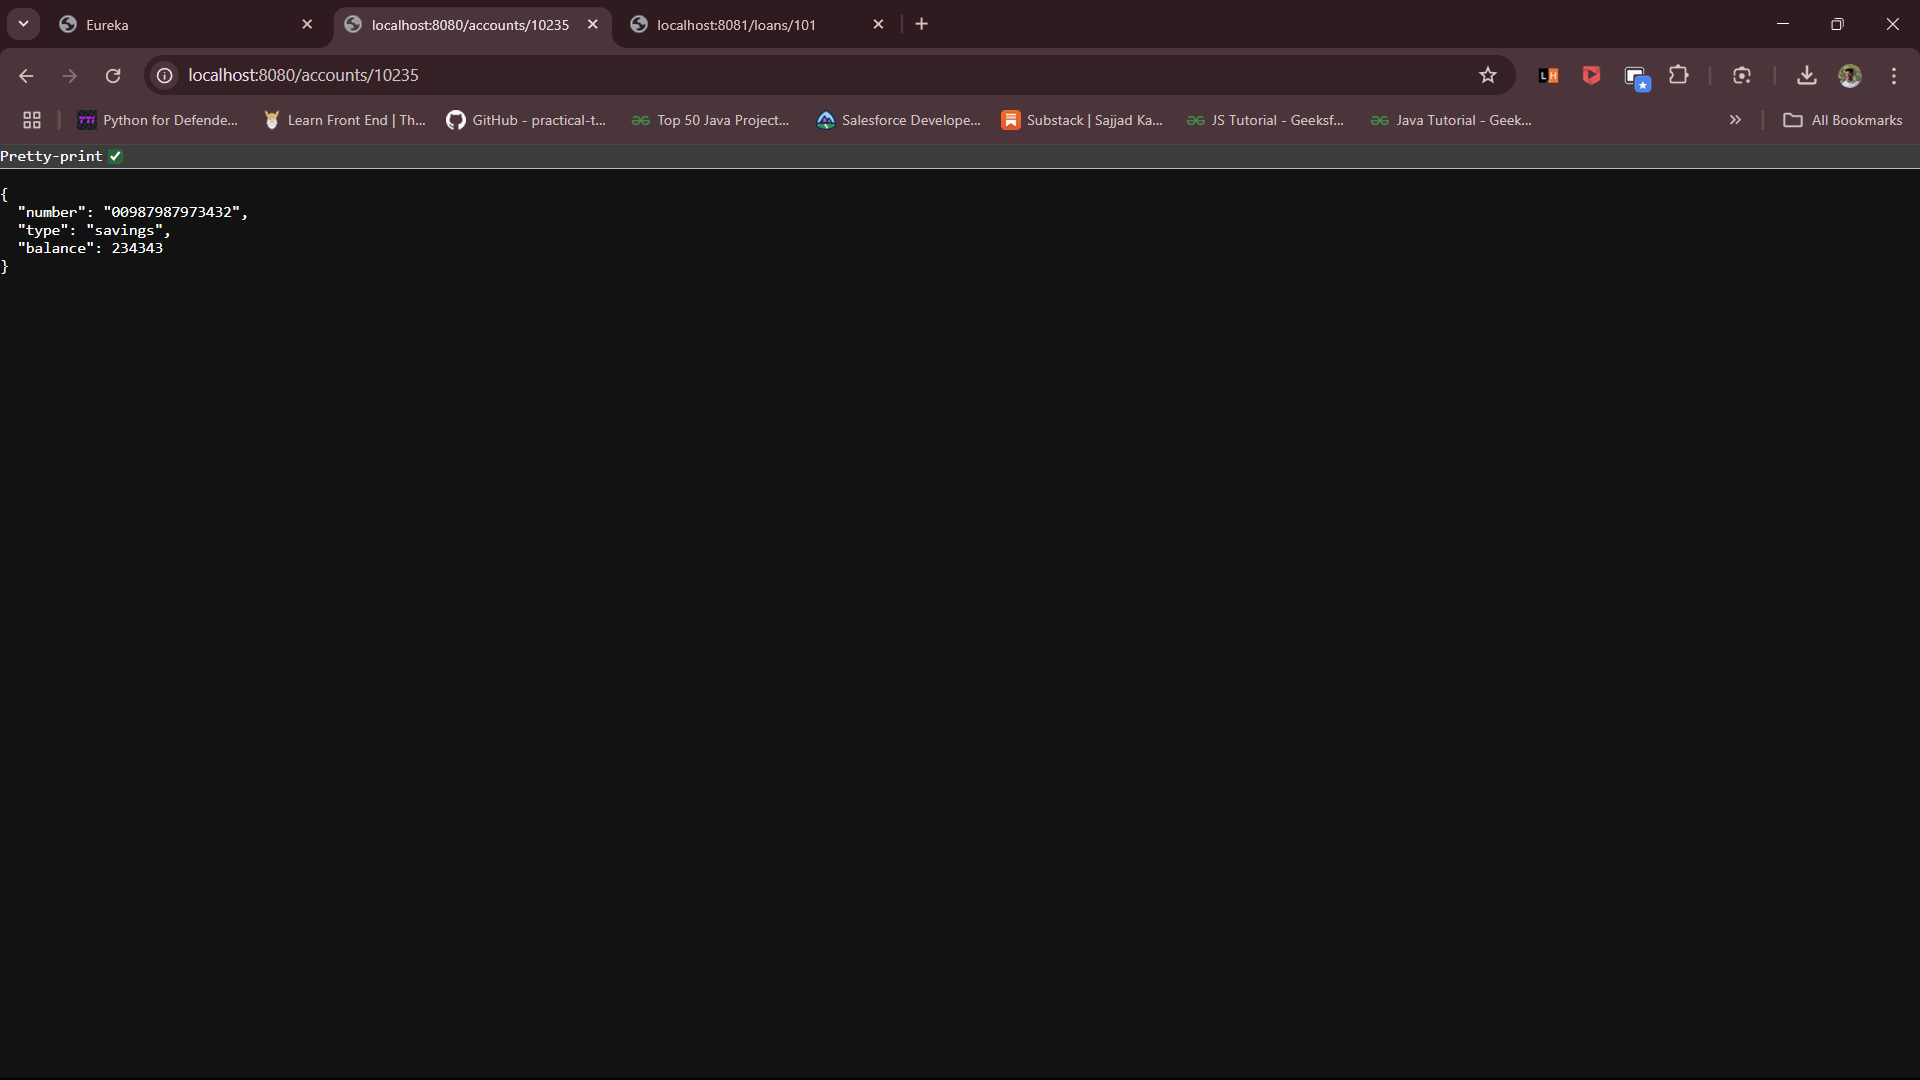 Eureka
localhost:8080/accounts/10235
localhost:8081/loans/101
localhost:8080/accounts/10235
LH
TTI
Python for Defende...
Learn Front End | Th...
GitHub - practical-t...
Top 50 Java Project...
Salesforce Develope...
Substack | Sajjad Ka...
JS Tutorial - Geeksf...
Java Tutorial - Geek...
All Bookmarks
Pretty-print
{
"number": "00987987973432",
"type": "savings",
"balance": 234343
}